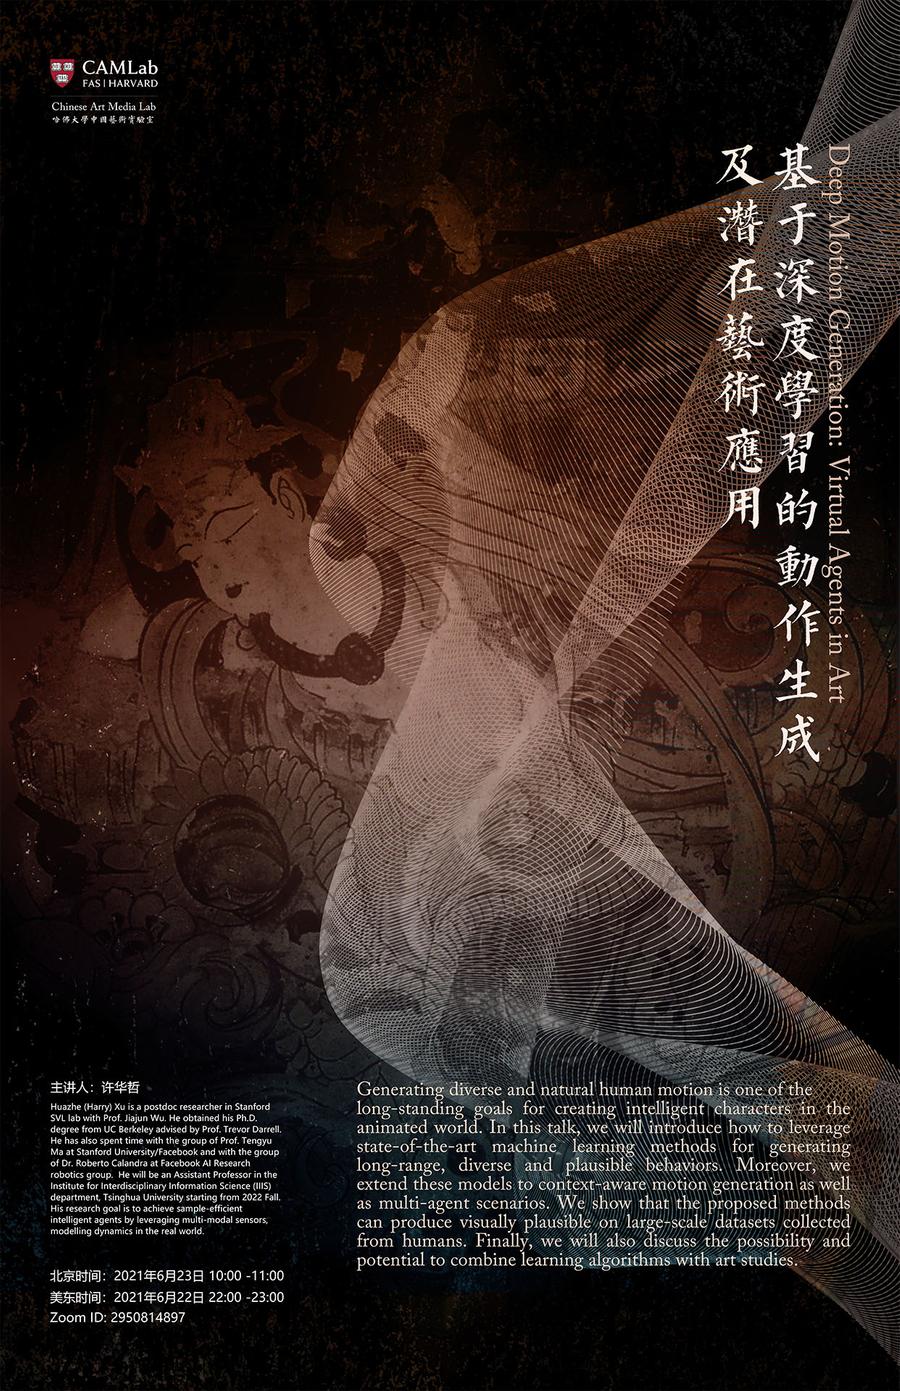 CAMLab
FAS | HARVARD
Chinese Art Media Lab
哈佛大學中國藝術實驗室
基于深度學習的動作生成
及潛在藝術應用
Deep Motion Generation: Virtual Agents in Art
主讲人：许华哲
Huazhe (Harry) Xu is a postdoc researcher in Stanford
SVL lab with Prof. Jiajun Wu. He obtained his Ph.D.
degree from UC Berkeley advised by Prof. Trevor Darrell.
He has also spent time with the group of Prof. Tengyu
Ma at Stanford University/Facebook and with the group
of Dr. Roberto Calandra at Facebook AI Research
robotics group. He will be an Assistant Professor in the
Institute for Interdisciplinary Information Science (IIIS)
department, Tsinghua University starting from 2022 Fall.
His research goal is to achieve sample-efficient
intelligent agents by leveraging multi-modal sensors,
modelling dynamics in the real world.
北京时间：2021年6月23日 10:00 -11:00
美东时间：2021年6月22日 22:00 -23:00
Zoom ID: 2950814897
Generating diverse and natural human motion is one of the
long-standing goals for creating intelligent characters in the
animated world. In this talk, we will introduce how to leverage
state-of-the-art machine learning methods for generating
long-range, diverse and plausible behaviors. Moreover, we
extend these models to context-aware motion generation as well
as multi-agent scenarios. We show that the proposed methods
can produce visually plausible on large-scale datasets collected
from humans. Finally, we will also discuss the possibility and
potential to combine learning algorithms with art studies.